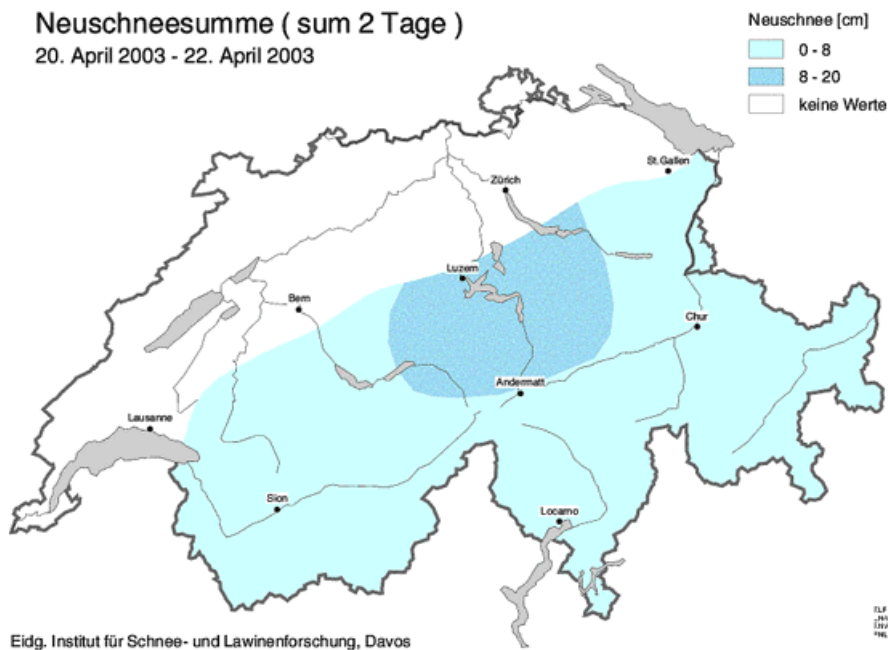 Neuschneesumme ( sum 2 Tage )
20. April 2003 - 22. April 2003
Neuschnee [cm]
0 - 8
8 - 20
keine Werte
St.Gallen
Zürich
Luzern
Bern
Chur
Andermatt
Lausanne
Sion
Locarno
Eidg. Institut für Schnee- und Lawinenforschung, Davos